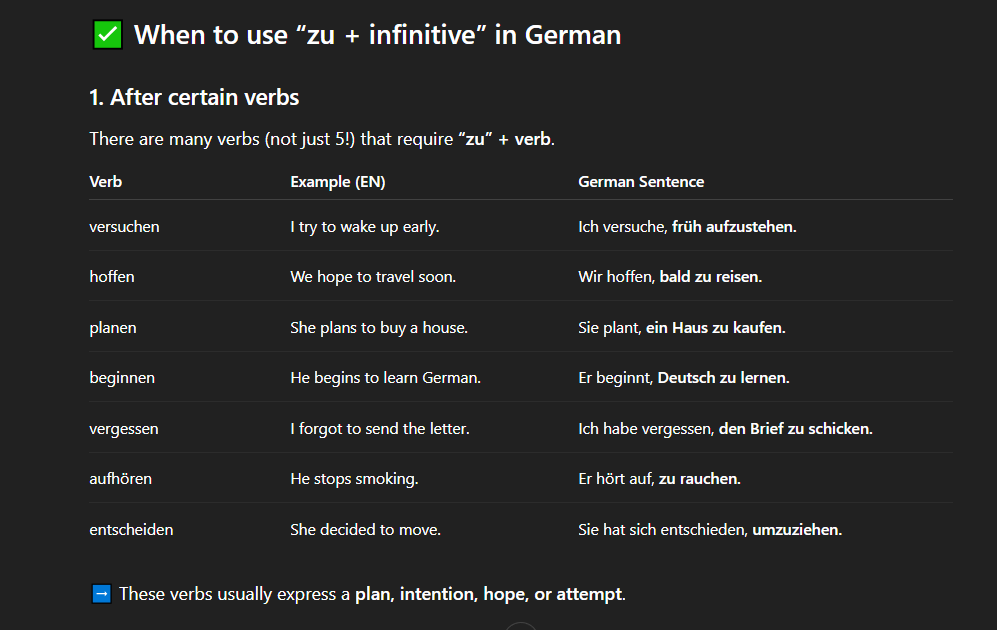 ✅ When to use “zu + infinitive” in German
1. After certain verbs
There are many verbs (not just 5!) that require “zu” + verb.
Verb Example (EN) German Sentence
versuchen I try to wake up early. Ich versuche, früh aufzustehen.
hoffen We hope to travel soon. Wir hoffen, bald zu reisen.
planen She plans to buy a house. Sie plant, ein Haus zu kaufen.
beginnen He begins to learn German. Er beginnt, Deutsch zu lernen.
vergessen I forgot to send the letter. Ich habe vergessen, den Brief zu schicken.
aufhören He stops smoking. Er hört auf, zu rauchen.
entscheiden She decided to move. Sie hat sich entschieden, umzuziehen.
➡ These verbs usually express a plan, intention, hope, or attempt.